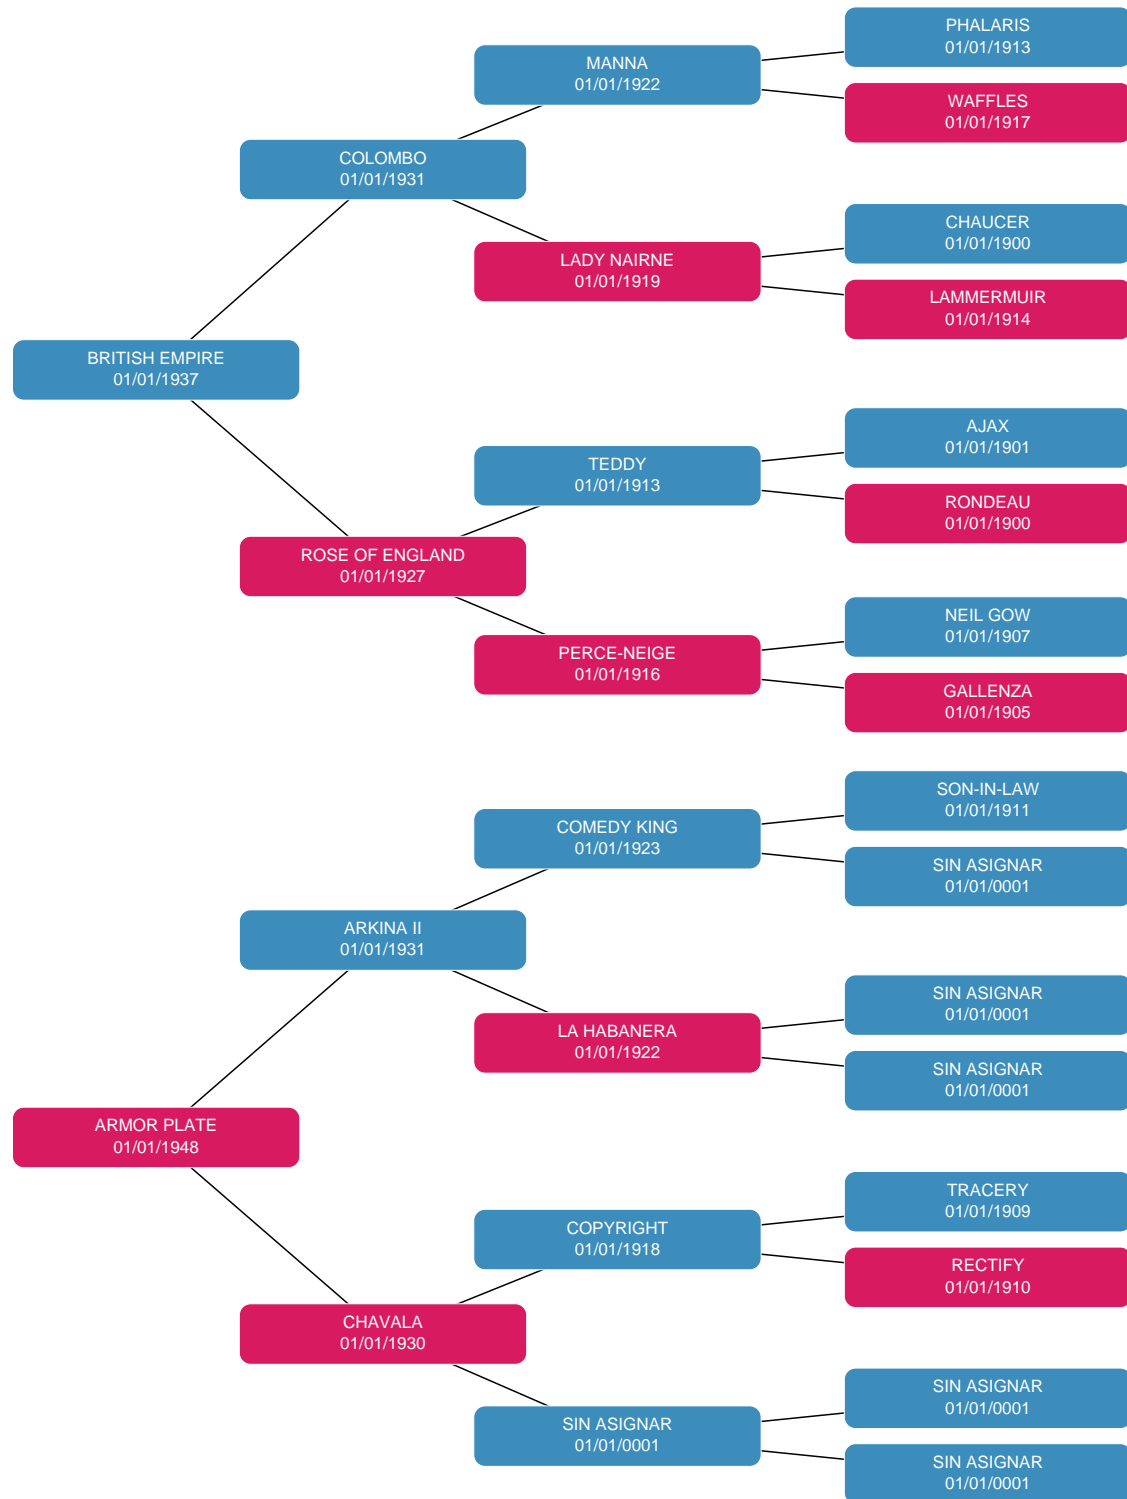 PHALARIS
01/01/1913
MANNA
01/01/1922
WAFFLES
01/01/1917
COLOMBO
01/01/1931
CHAUCER
01/01/1900
LADY NAIRNE
01/01/1919
LAMMERMUIR
01/01/1914
BRITISH EMPIRE
01/01/1937
AJAX
01/01/1901
TEDDY
01/01/1913
RONDEAU
01/01/1900
ROSE OF ENGLAND
01/01/1927
NEIL GOW
01/01/1907
PERCE-NEIGE
01/01/1916
GALLENZA
01/01/1905
SON-IN-LAW
01/01/1911
COMEDY KING
01/01/1923
SIN ASIGNAR
01/01/0001
ARKINA II
01/01/1931
SIN ASIGNAR
01/01/0001
LA HABANERA
01/01/1922
SIN ASIGNAR
01/01/0001
ARMOR PLATE
01/01/1948
TRACERY
01/01/1909
COPYRIGHT
01/01/1918
RECTIFY
01/01/1910
CHAVALA
01/01/1930
SIN ASIGNAR
01/01/0001
SIN ASIGNAR
01/01/0001
SIN ASIGNAR
01/01/0001